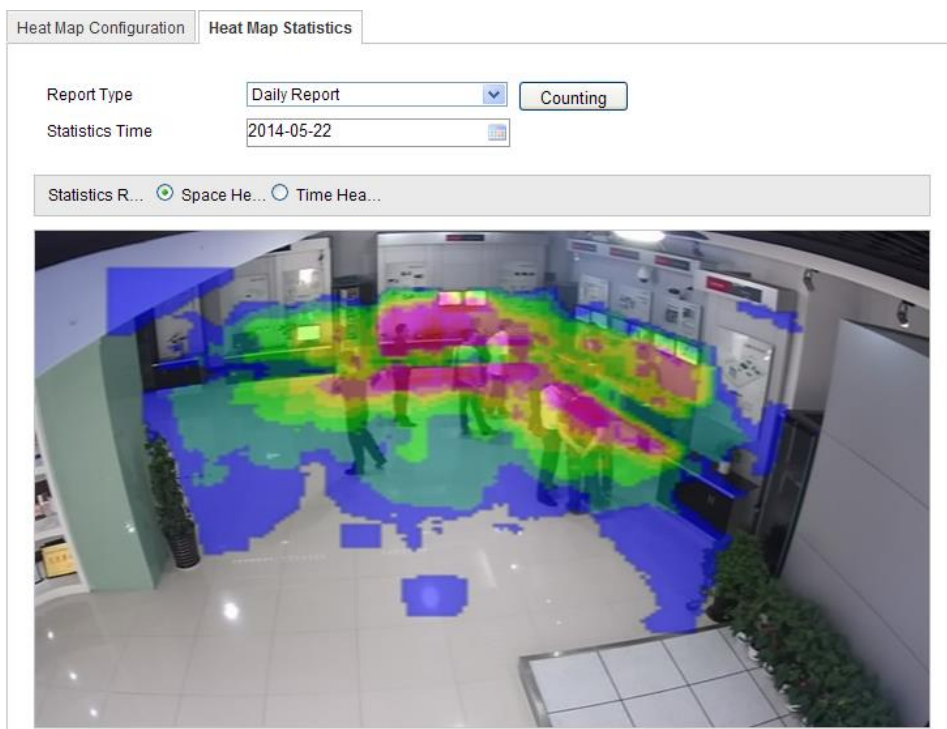 Heat Map Configuration Heat Map Statistics
Report Type Daily Report Counting
Statistics Time 2014-05-22
Statistics R... Space He... Time Hea...